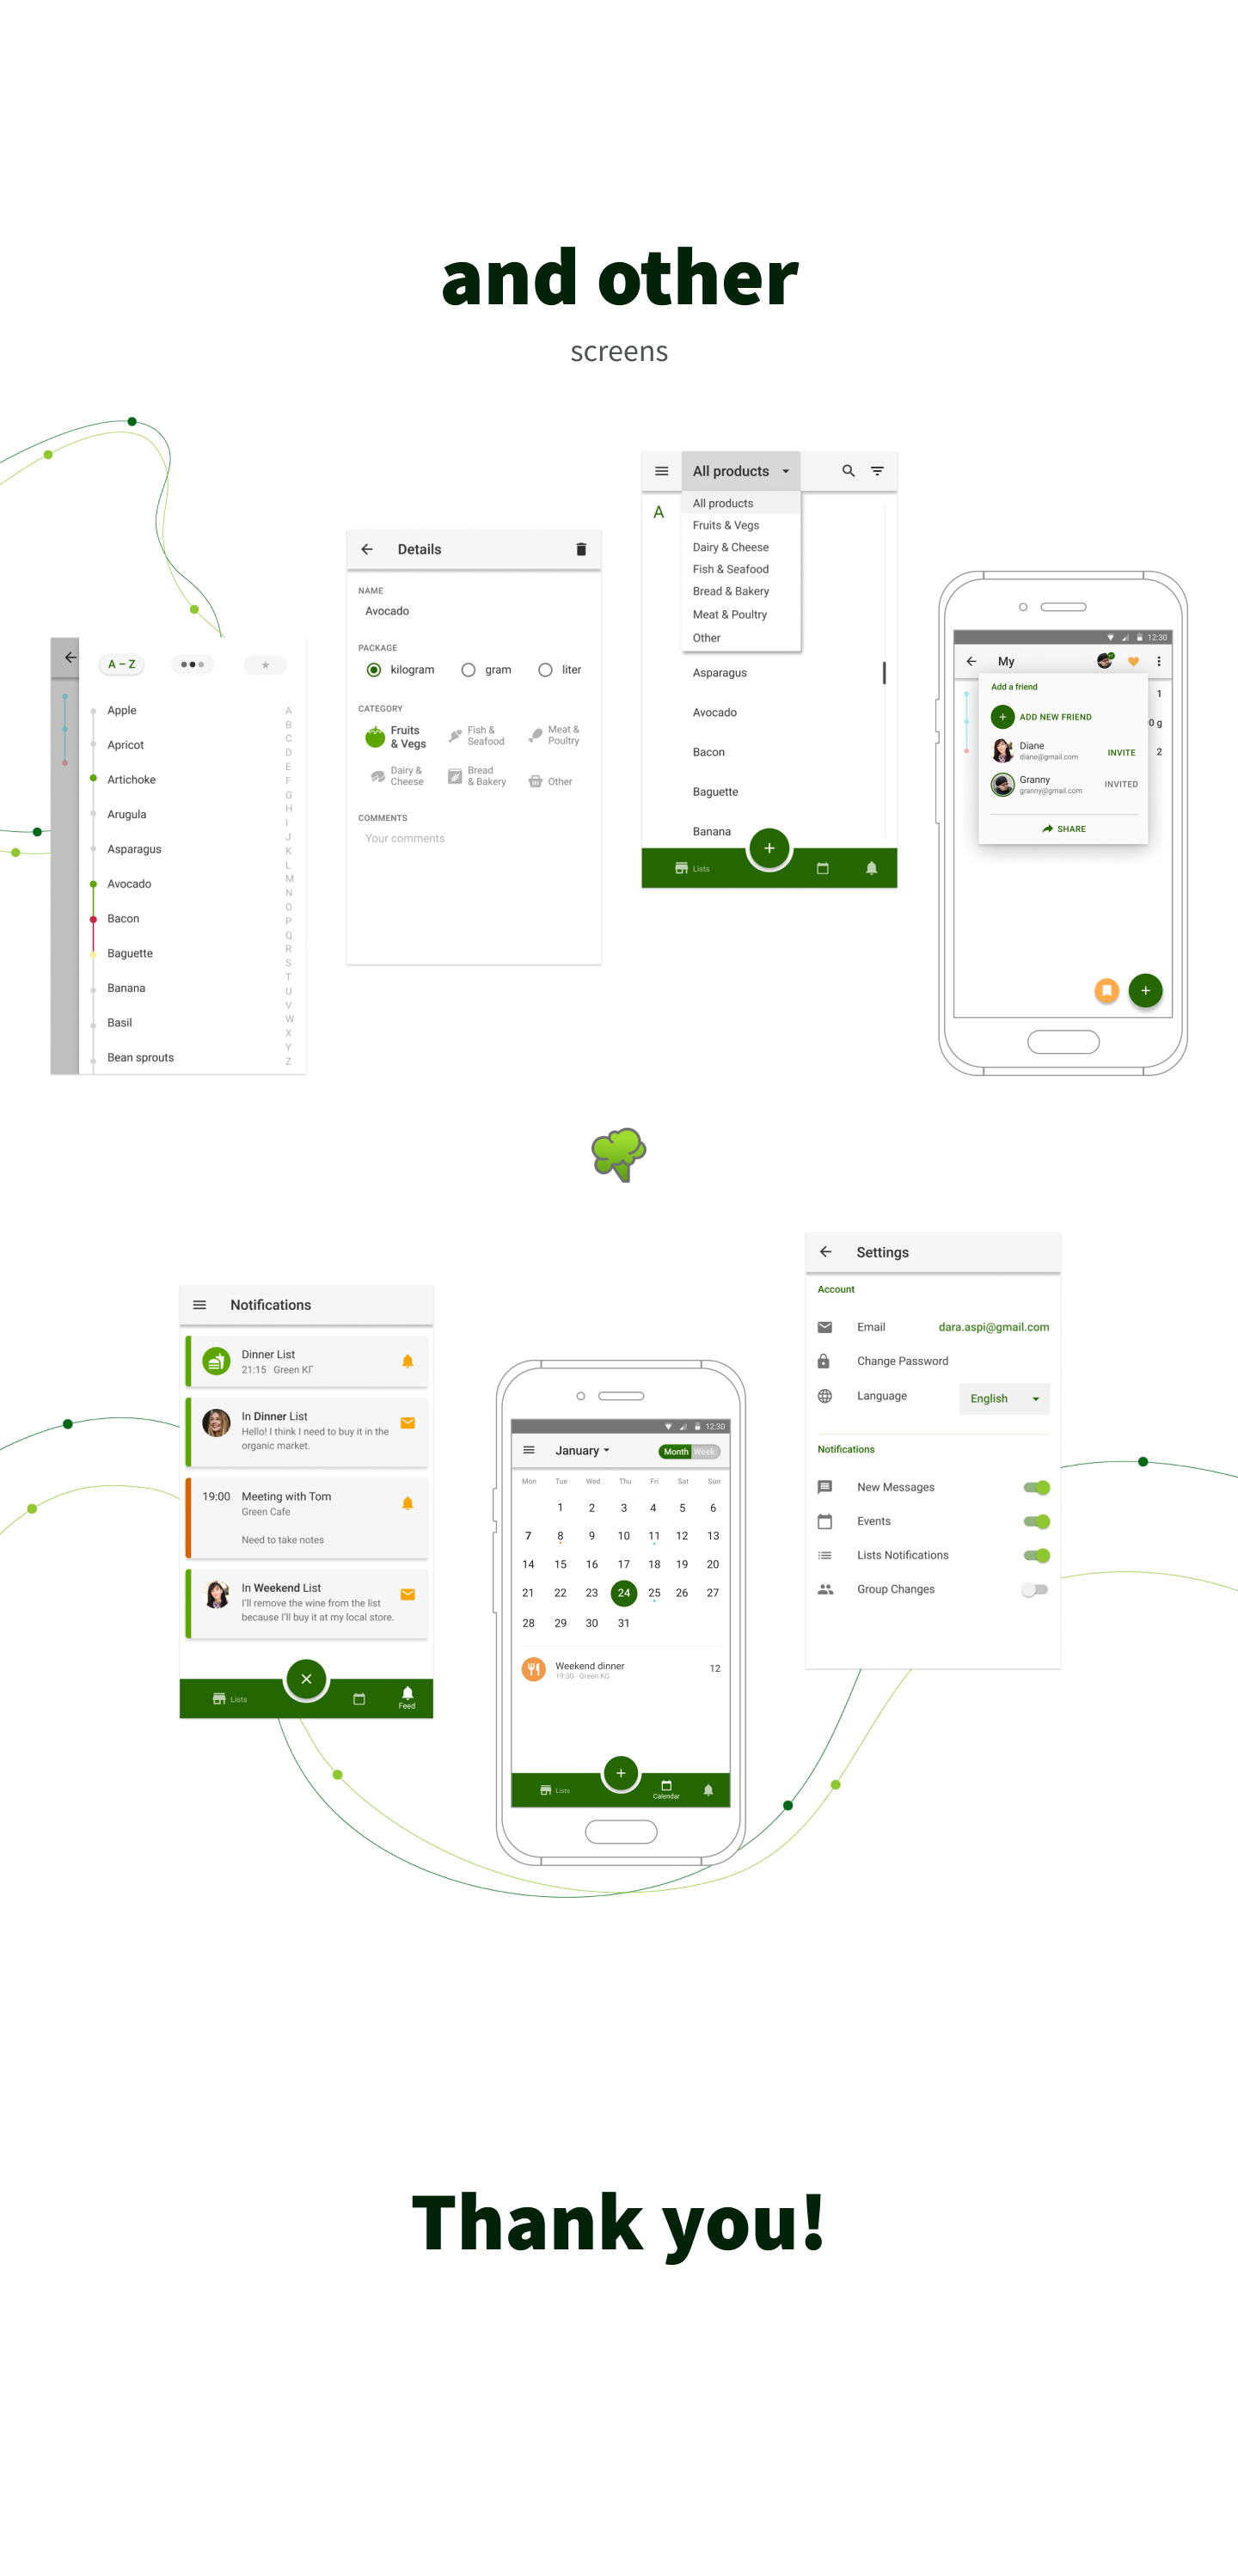 and other
screens
A – Z
Apple
Apricot
Artichoke
Arugula
Asparagus
Avocado
Bacon
Baguette
Banana
Basil
Bean sprouts
A
B
C
D
E
F
G
H
I
J
K
L
M
N
O
P
Q
R
S
T
U
V
W
X
Y
Z
Details
NAME
Avocado
PACKAGE
kilogram gram liter
CATEGORY
Fruits
& Vegs
Fish &
Seafood
Meat &
Poultry
Dairy &
Cheese
Bread
& Bakery
Other
COMMENTS
Your comments
All products
A
All products
Fruits & Vegs
Dairy & Cheese
Fish & Seafood
Bread & Bakery
Meat & Poultry
Other
Asparagus
Avocado
Bacon
Baguette
Banana
Lists
12:30
My
1
0 g
2
Add a friend
ADD NEW FRIEND
Diane
diane@gmail.com
INVITE
Granny
granny@gmail.com
INVITED
SHARE
Notifications
Dinner List
21:15 Green КГ
In Dinner List
Hello! I think I need to buy it in the
organic market.
19:00 Meeting with Tom
Green Cafe
Need to take notes
In Weekend List
I'll remove the wine from the list
because I'll buy it at my local store.
Lists
Feed
12:30
January
Month Week
Mon Tue Wed Thu Fri Sat Sun
1 2 3 4 5 6
7 8 9 10 11 12 13
14 15 16 17 18 19 20
21 22 23 24 25 26 27
28 29 30 31
Weekend dinner 12
19:30 - Green KG
Lists
Calendar
Settings
Account
Email dara.aspi@gmail.com
Change Password
Language English
Notifications
New Messages
Events
Lists Notifications
Group Changes
Thank you!